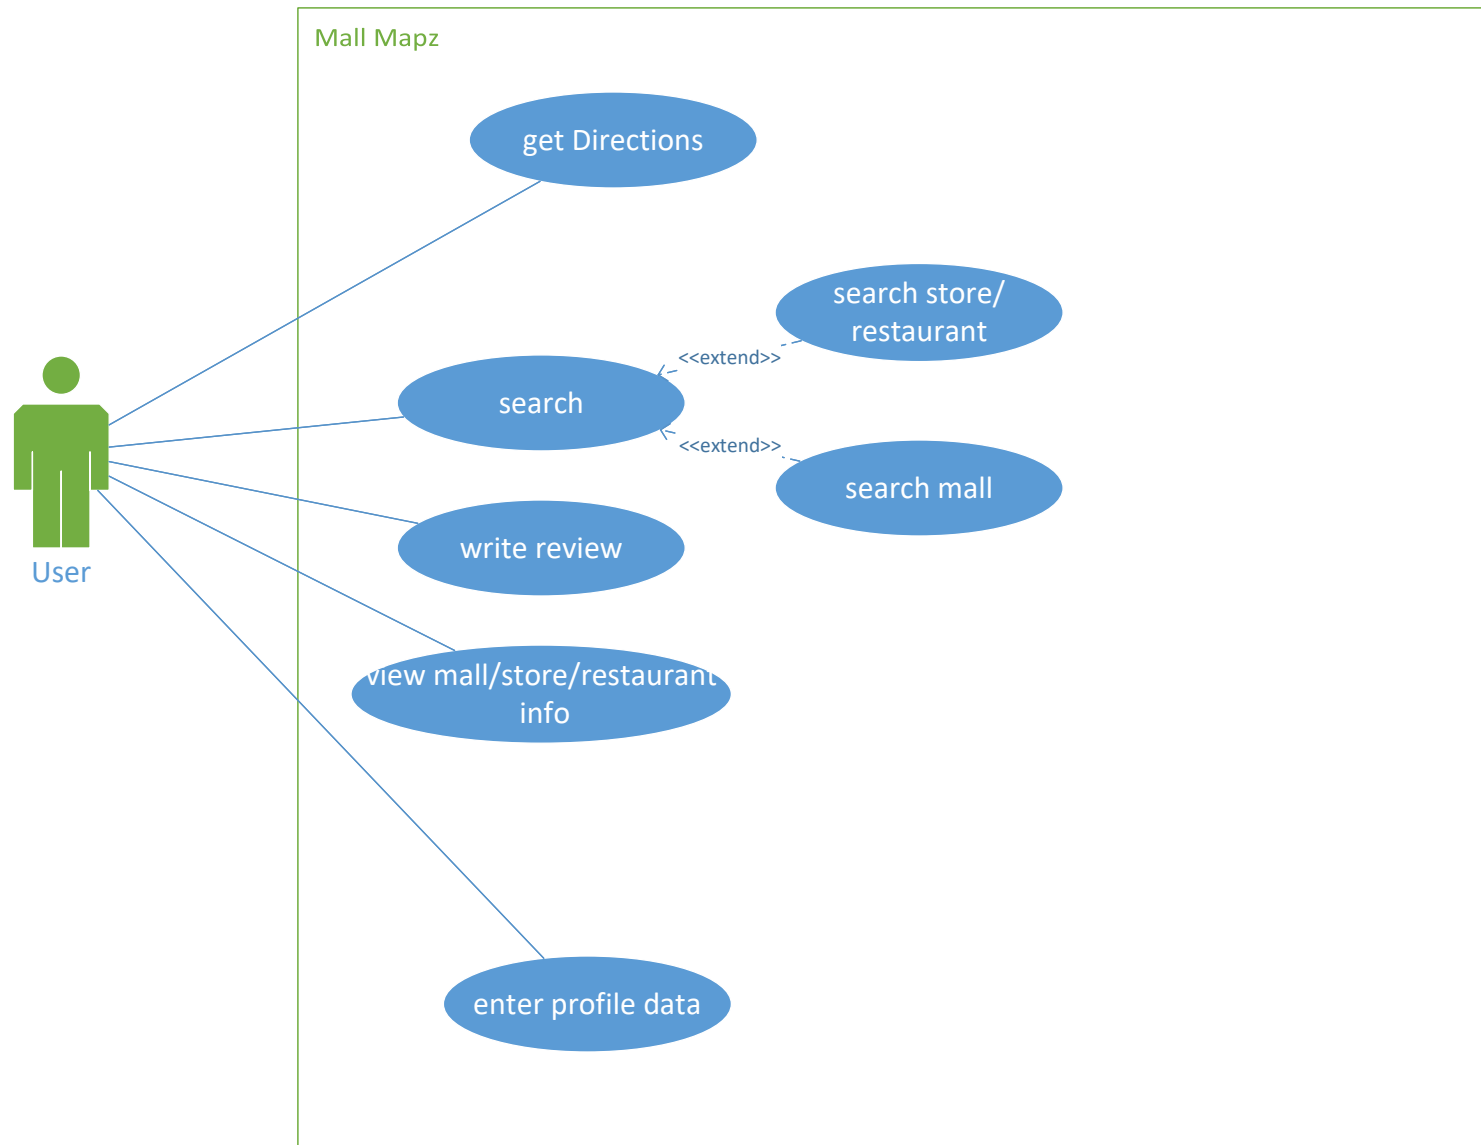 Mall Mapz
get Directions
search store/
restaurant
<<extend>>
search
<<extend>>
search mall
write review
User
view mall/store/restaurant
info
enter profile data